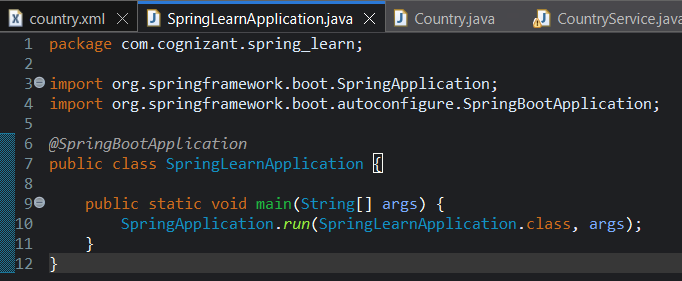 country.xml SpringLearnApplication.java Country.java CountryService.java
1 package com.cognizant.spring_learn;
2
3 import org.springframework.boot.SpringApplication;
4 import org.springframework.boot.autoconfigure.SpringBootApplication;
5
6 @SpringBootApplication
7 public class SpringLearnApplication {
8
9     public static void main(String[] args) {
10         SpringApplication.run(SpringLearnApplication.class, args);
11     }
12 }